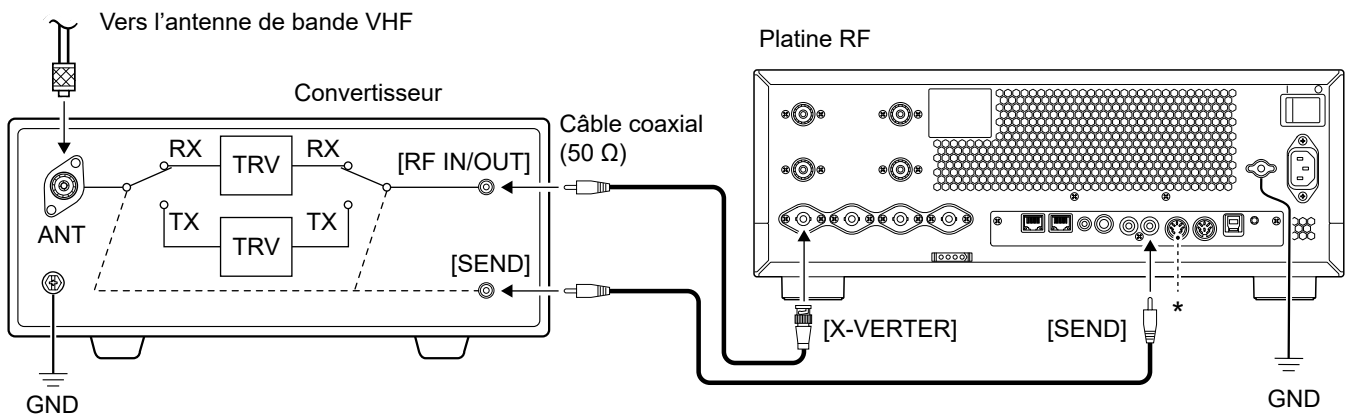 Vers l'antenne de bande VHF
Platine RF
Convertisseur
Câble coaxial
(50 Ω)
RX
TRV
RX
[RF IN/OUT]
TX
TRV
TX
ANT
[SEND]
[X-VERTER]
[SEND]
*
GND
GND